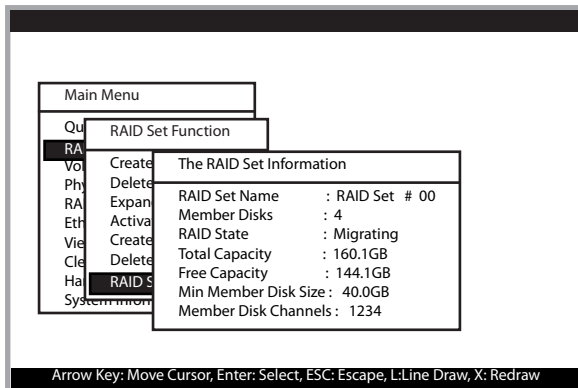 Main Menu
Qu
RA
Vol
Phy
RA
Eth
Vie
Cle
Ha
System Inform
RAID Set Function
Create
Delete
Expan
Activa
Create
Delete
RAID S
The RAID Set Information
RAID Set Name : RAID Set # 00
Member Disks : 4
RAID State : Migrating
Total Capacity : 160.1GB
Free Capacity : 144.1GB
Min Member Disk Size : 40.0GB
Member Disk Channels : 1234
Arrow Key: Move Cursor, Enter: Select, ESC: Escape, L:Line Draw, X: Redraw